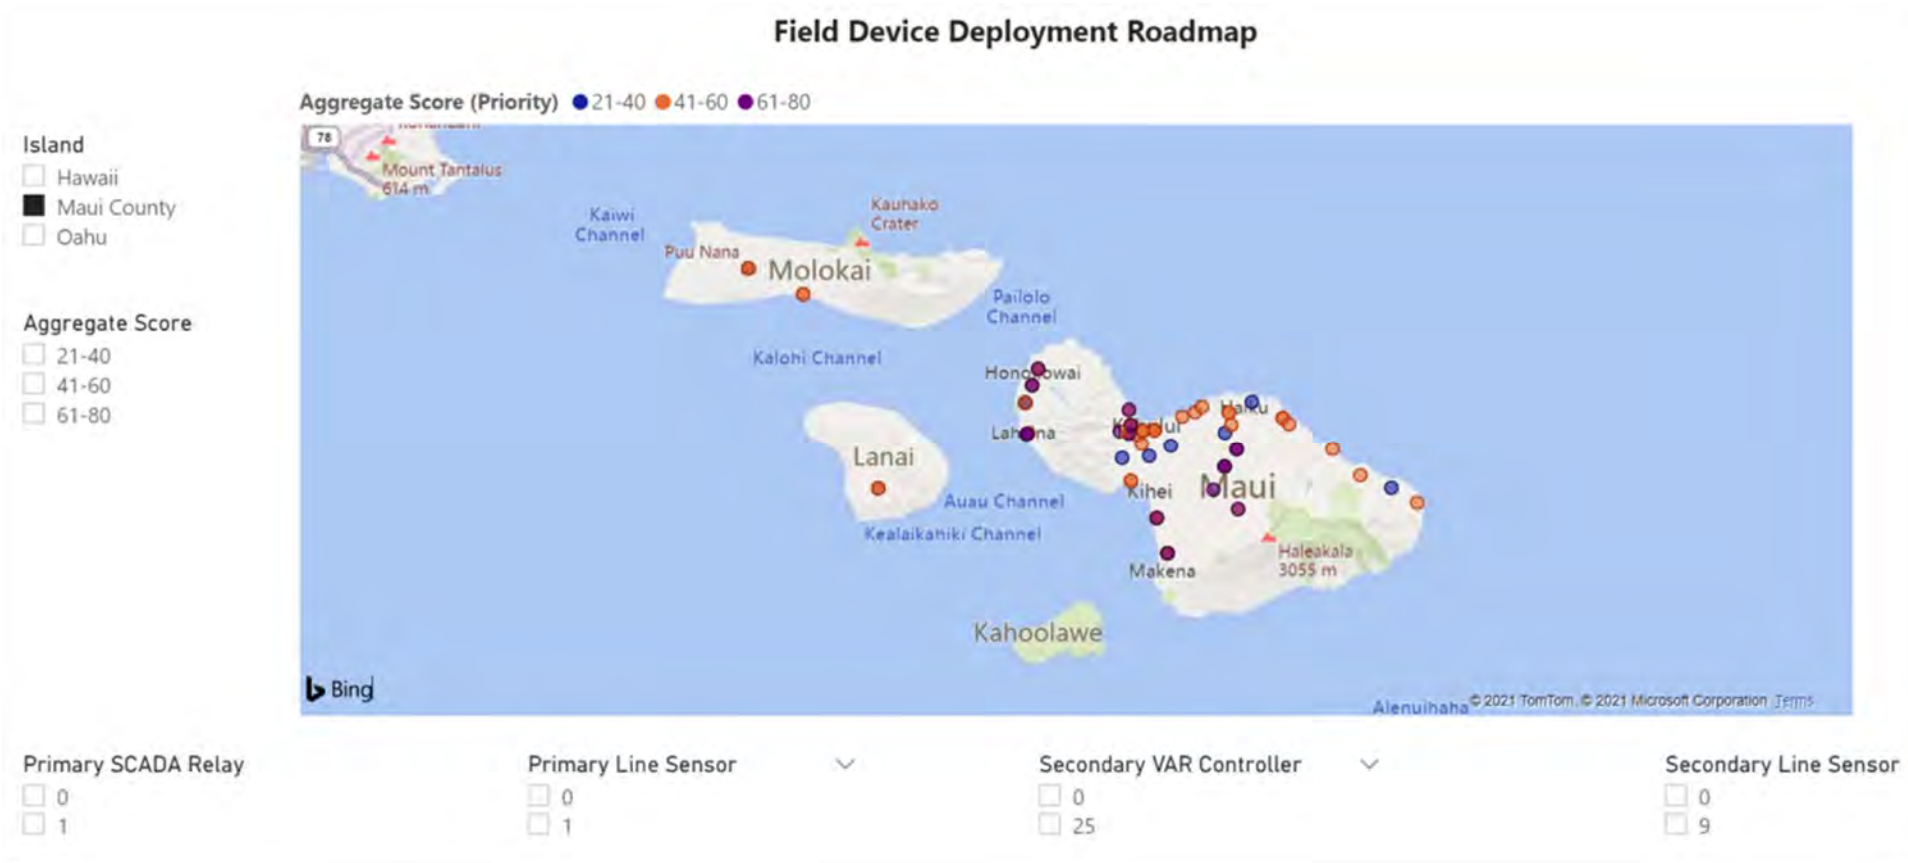 Field Device Deployment Roadmap
Aggregate Score (Priority) 21-40 41-60 61-80
Island
Hawaii
Maui County
Oahu
Aggregate Score
21-40
41-60
61-80
78
Mount Tantalus
614 m
Kaiwi
Channel
Kauhako
Crater
Puu Nana
Molokai
Pailolo
Channel
Kalohi Channel
Lanai
Auau Channel
Kealaikahiki Channel
Kihei
Maui
Haleakala
3055 m
Makena
Kahoolawe
Bing
Alenuihaha
© 2021 TomTom, © 2021 Microsoft Corporation Terms
Primary SCADA Relay
0
1
Primary Line Sensor
0
1
Secondary VAR Controller
0
25
Secondary Line Sensor
0
9